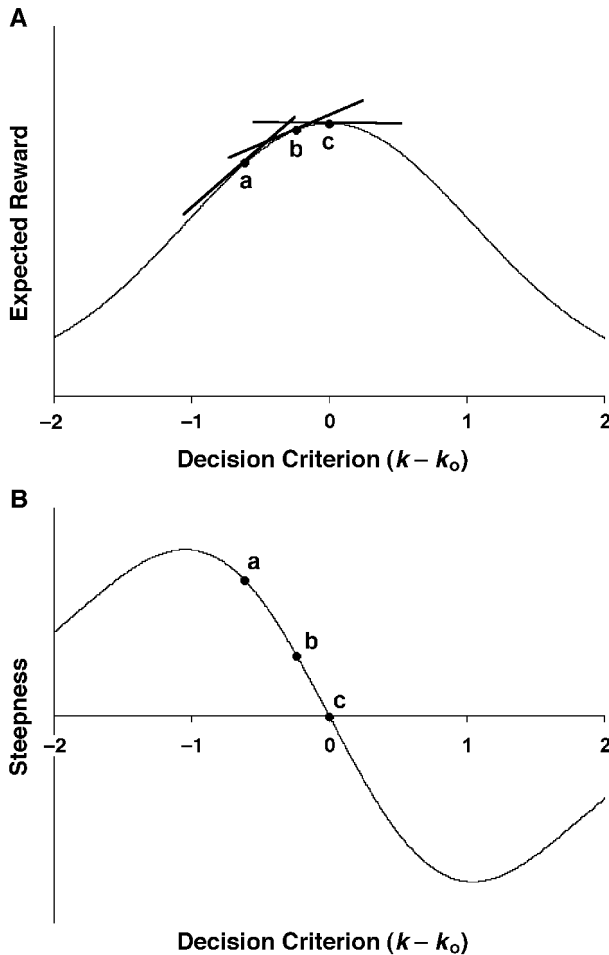 A
Expected Reward
a
b
c
−2
−1
0
1
2
Decision Criterion (k − kₒ)
B
Steepness
a
b
c
−2
−1
0
1
2
Decision Criterion (k − kₒ)